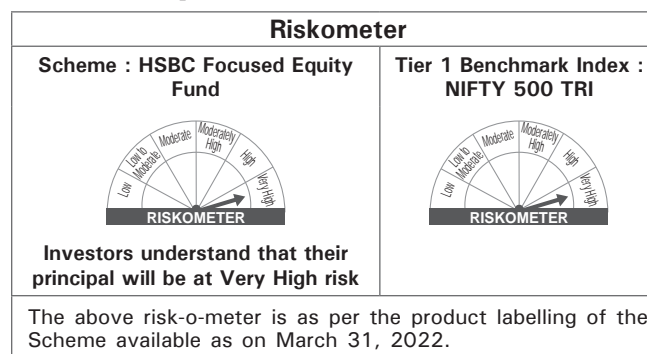 Riskometer
Scheme : HSBC Focused Equity
Fund
Low
Low to
Moderate
Moderate
Moderately
High
High
Very High
RISKOMETER
Investors understand that their
principal will be at Very High risk
Tier 1 Benchmark Index :
NIFTY 500 TRI
Low
Low to
Moderate
Moderate
Moderately
High
High
Very High
RISKOMETER
The above risk-o-meter is as per the product labelling of the
Scheme available as on March 31, 2022.